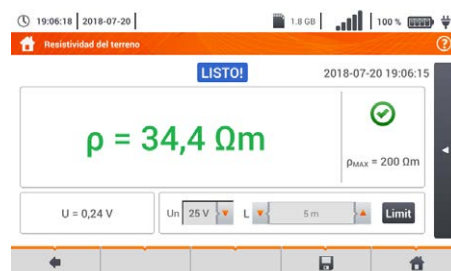 19:06:18 2018-07-20 1.8 GB 100 %
Resistividad del terreno ?
LISTO! 2018-07-20 19:06:15
ρ = 34,4 Ωm
ρMAX = 200 Ωm
U = 0,24 V Un 25 V L 5 m Limit